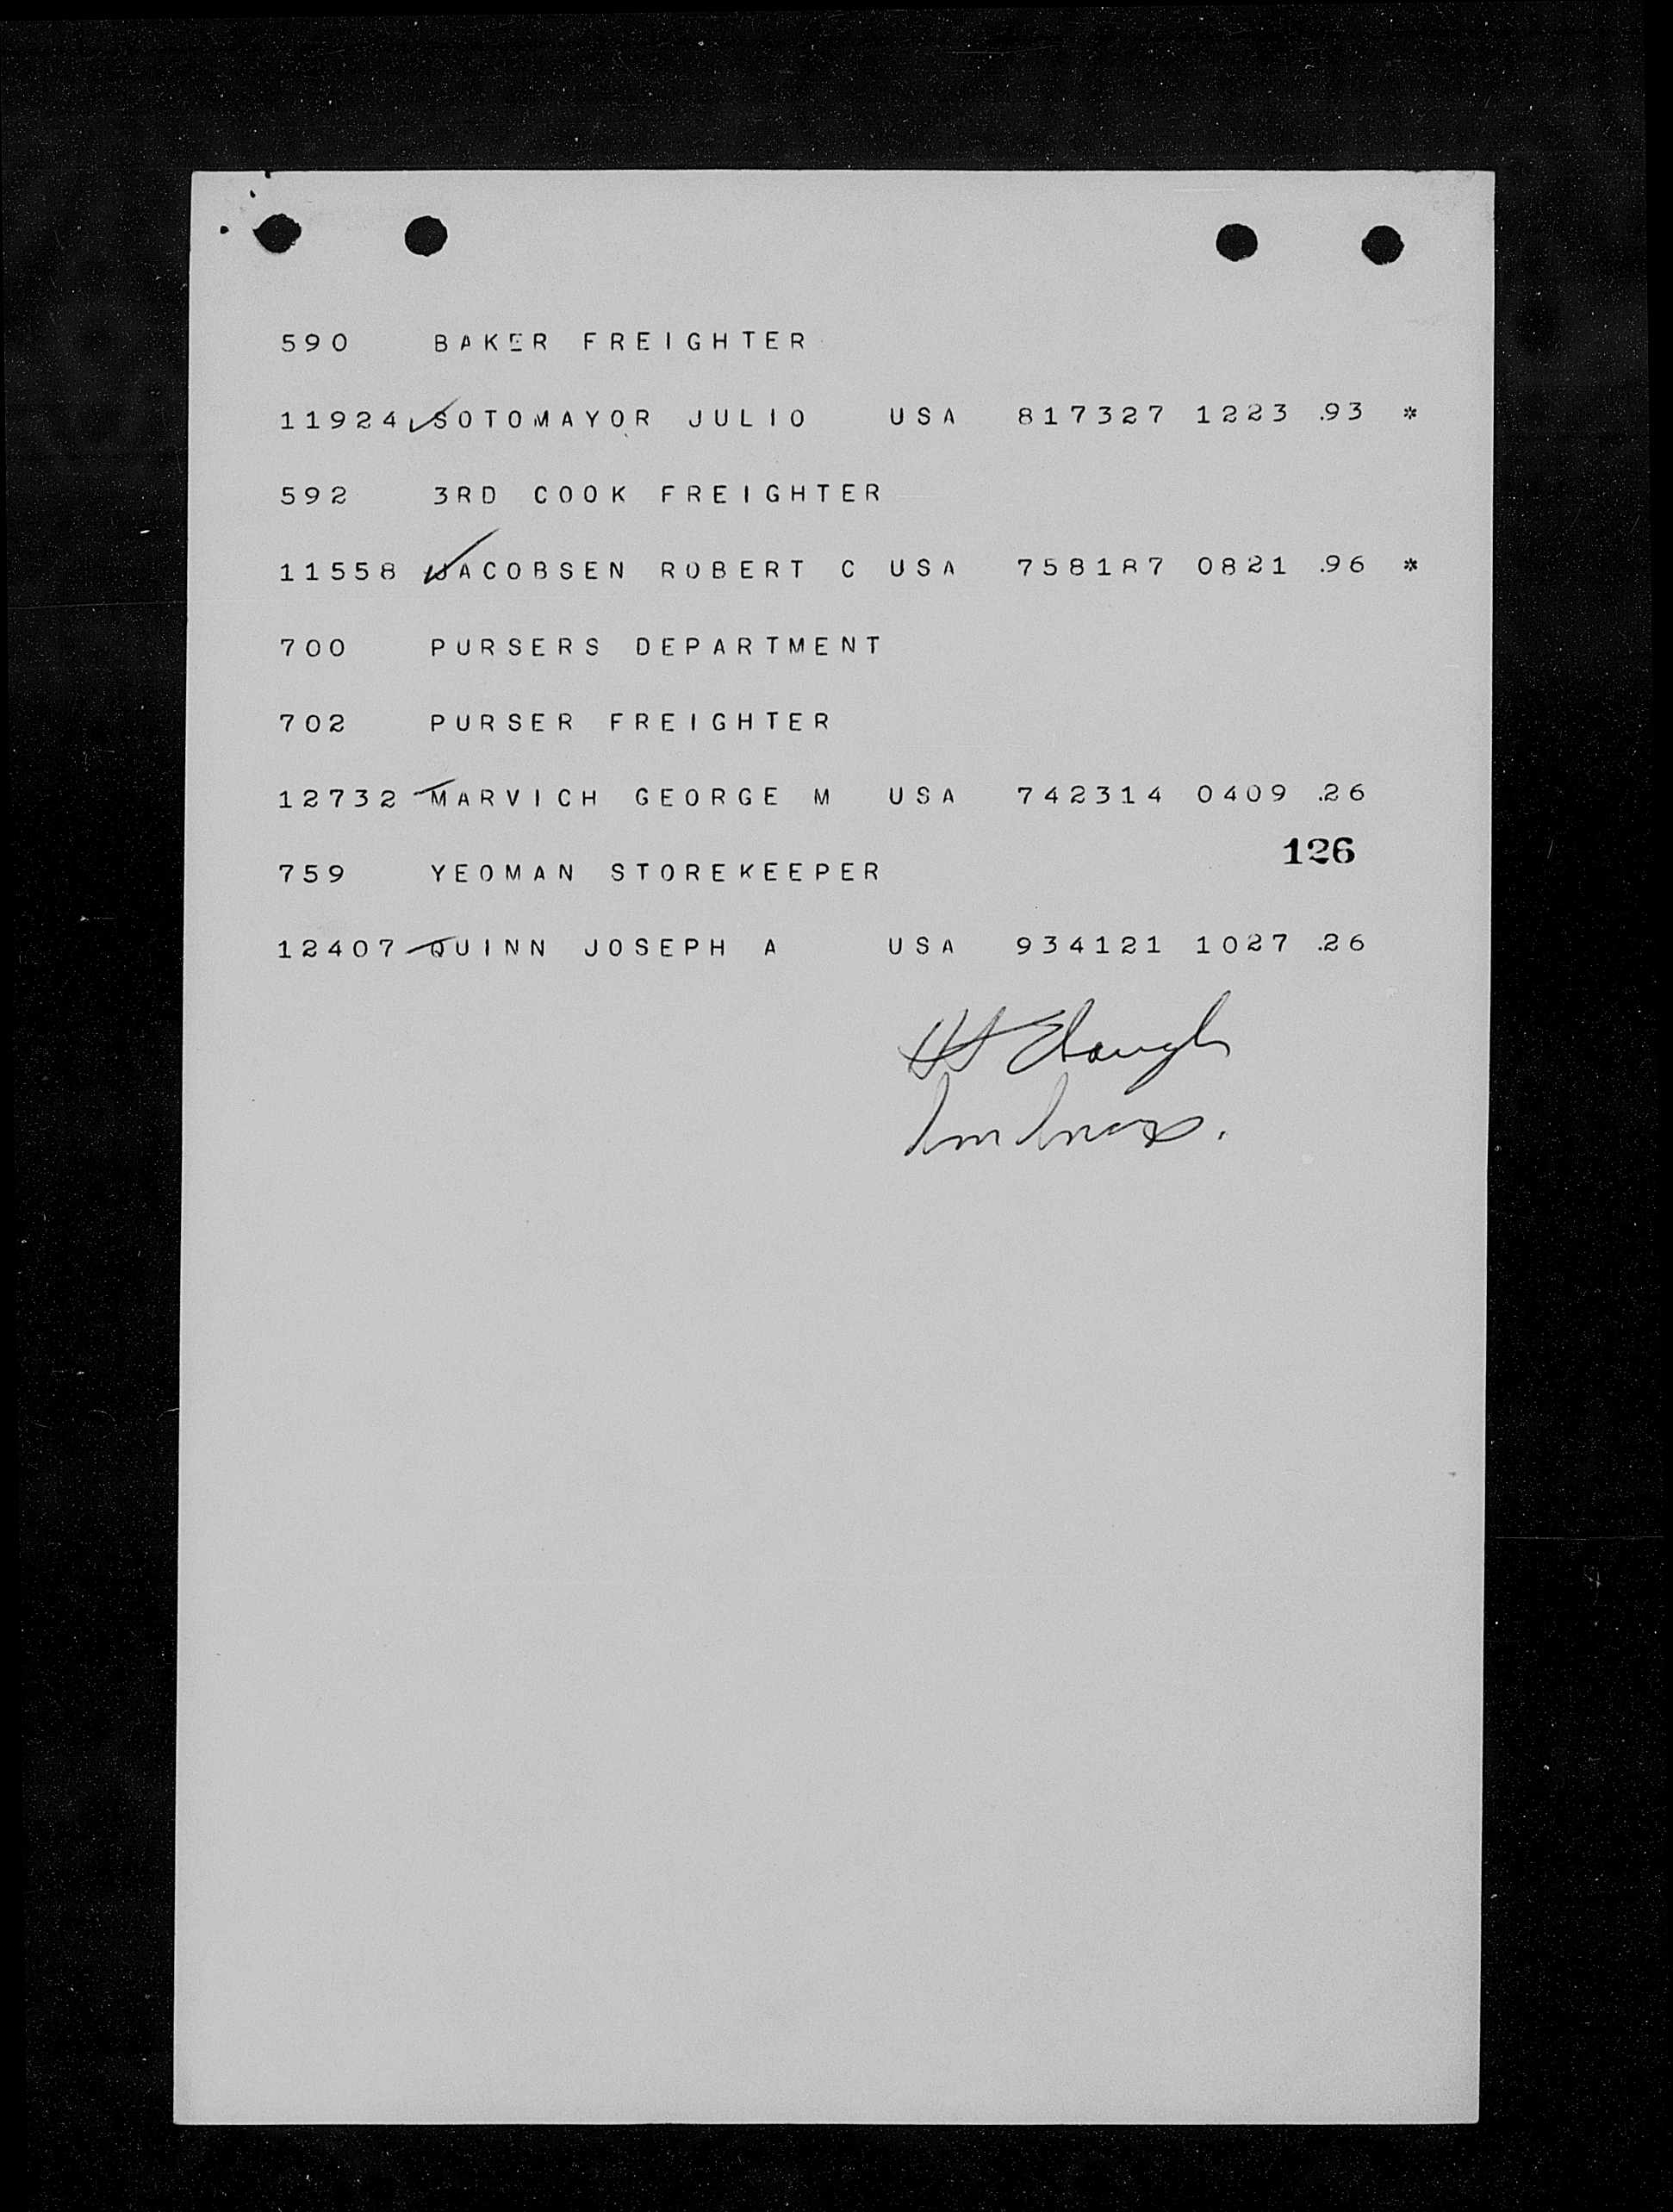 590 BAKER FREIGHTER
11924 SOTOMAYOR JULIO USA 817327 1223 .93 *
592 3RD COOK FREIGHTER
11558 JACOBSEN ROBERT C USA 758187 0821 .96 *
700 PURSERS DEPARTMENT
702 PURSER FREIGHTER
12732 MARVICH GEORGE M USA 742314 0409 .26
126
759 YEOMAN STOREKEEPER
12407 QUINN JOSEPH A USA 934121 1027 .26